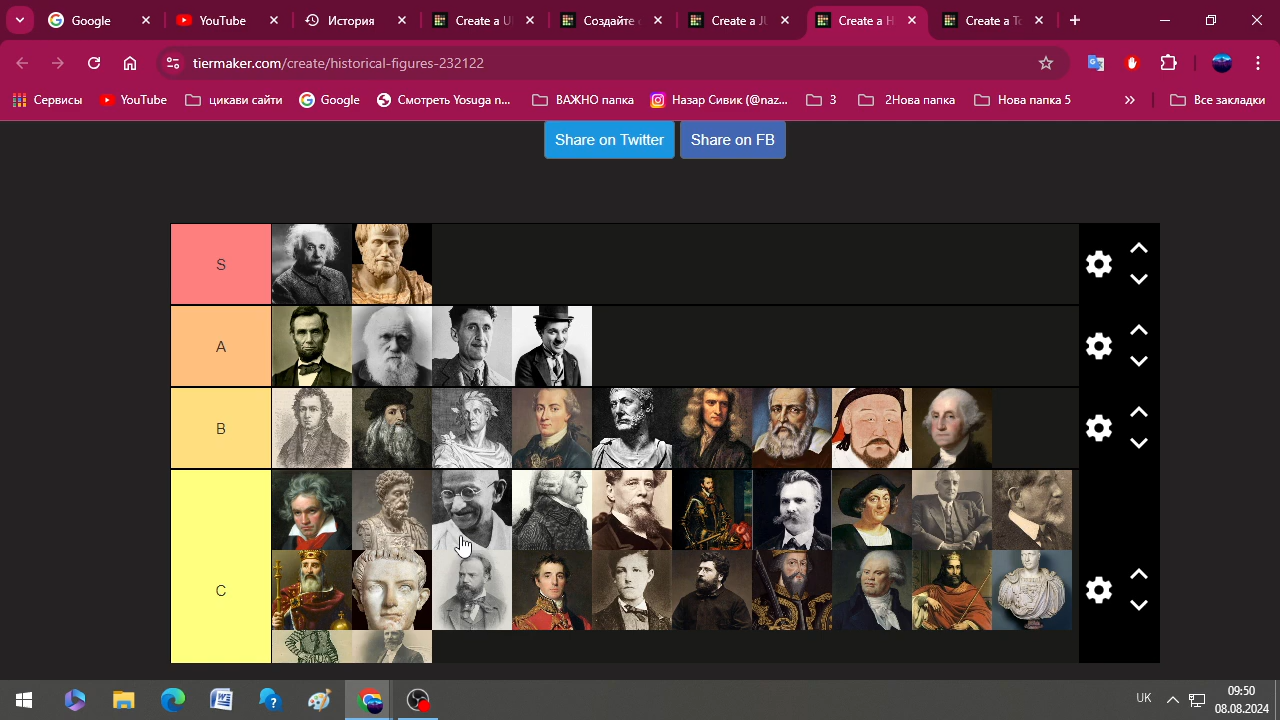 Google
YouTube
История
Create a U
Создайте с
Create a JU
Create a H
Create a To
tiermaker.com/create/historical-figures-232122
Сервисы
YouTube
цикави сайти
Google
Смотреть Yosuga n...
ВАЖНО папка
Назар Сивик (@naz...
3
2Нова папка
Нова папка 5
»
Все закладки
Share on Twitter
Share on FB
S
A
B
C
UK
09:50
08.08.2024